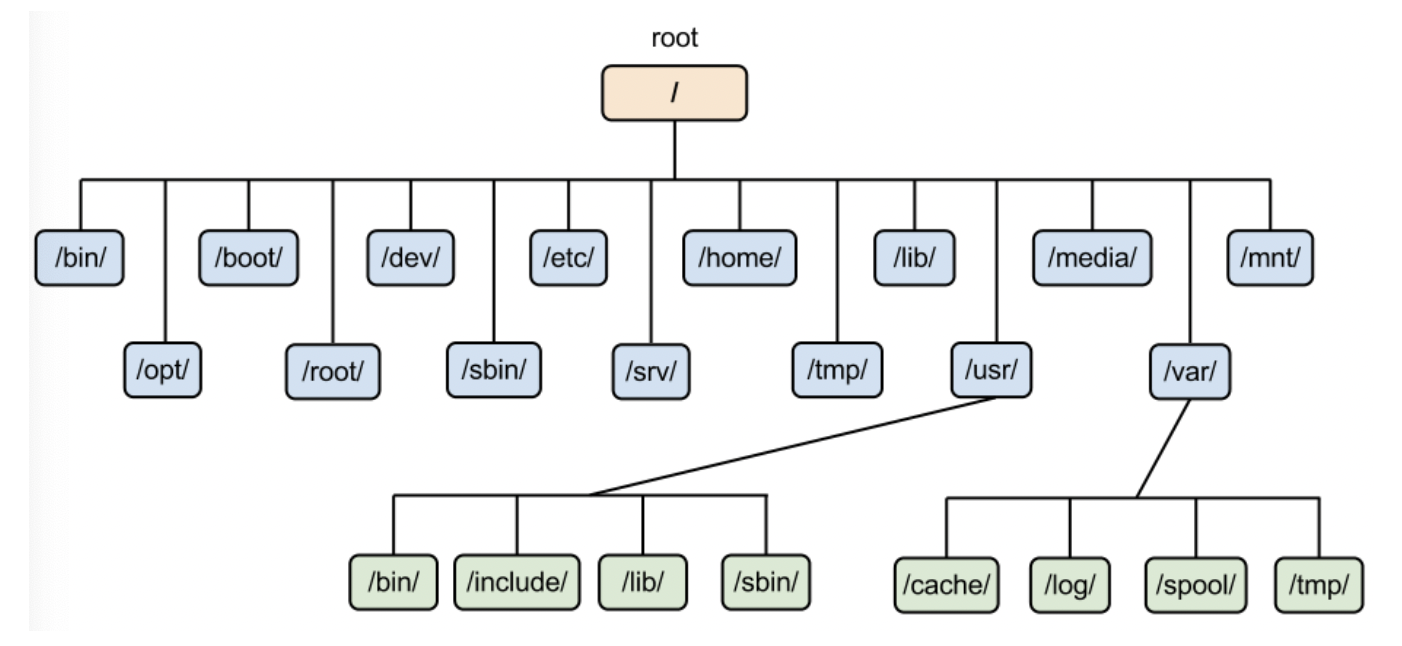 root
/
/bin/
/boot/
/dev/
/etc/
/home/
/lib/
/media/
/mnt/
/opt/
/root/
/sbin/
/srv/
/tmp/
/usr/
/var/
/bin/
/include/
/lib/
/sbin/
/cache/
/log/
/spool/
/tmp/